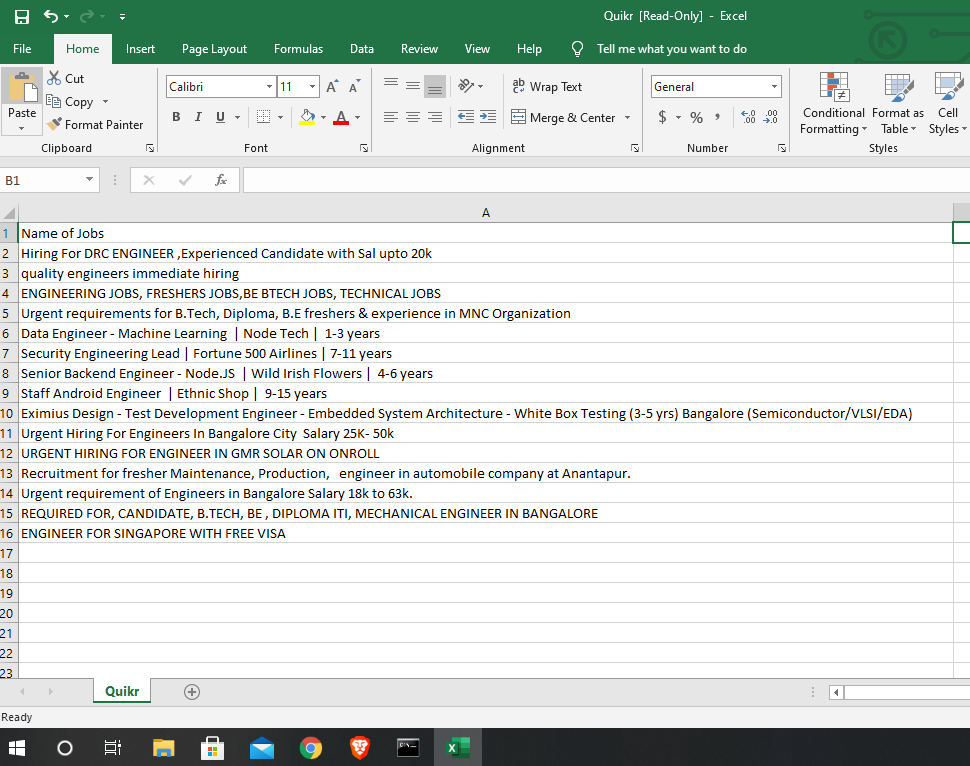 Quikr [Read-Only] - Excel
File Home Insert Page Layout Formulas Data Review View Help Tell me what you want to do
Paste
Cut
Copy
Format Painter
Calibri 11
B I U
A A
A
ab Wrap Text
Merge & Center
General
$ % ,
Conditional Formatting
Format as Table
Cell Styles
Clipboard Font Alignment Number Styles
B1 fx
A
1 Name of Jobs
2 Hiring For DRC ENGINEER ,Experienced Candidate with Sal upto 20k
3 quality engineers immediate hiring
4 ENGINEERING JOBS, FRESHERS JOBS,BE BTECH JOBS, TECHNICAL JOBS
5 Urgent requirements for B.Tech, Diploma, B.E freshers & experience in MNC Organization
6 Data Engineer - Machine Learning | Node Tech | 1-3 years
7 Security Engineering Lead | Fortune 500 Airlines | 7-11 years
8 Senior Backend Engineer - Node.JS | Wild Irish Flowers | 4-6 years
9 Staff Android Engineer | Ethnic Shop | 9-15 years
10 Eximius Design - Test Development Engineer - Embedded System Architecture - White Box Testing (3-5 yrs) Bangalore (Semiconductor/VLSI/EDA)
11 Urgent Hiring For Engineers In Bangalore City Salary 25K- 50k
12 URGENT HIRING FOR ENGINEER IN GMR SOLAR ON ONROLL
13 Recruitment for fresher Maintenance, Production, engineer in automobile company at Anantapur.
14 Urgent requirement of Engineers in Bangalore Salary 18k to 63k.
15 REQUIRED FOR, CANDIDATE, B.TECH, BE , DIPLOMA ITI, MECHANICAL ENGINEER IN BANGALORE
16 ENGINEER FOR SINGAPORE WITH FREE VISA
17
18
19
20
21
22
23
Quikr
Ready